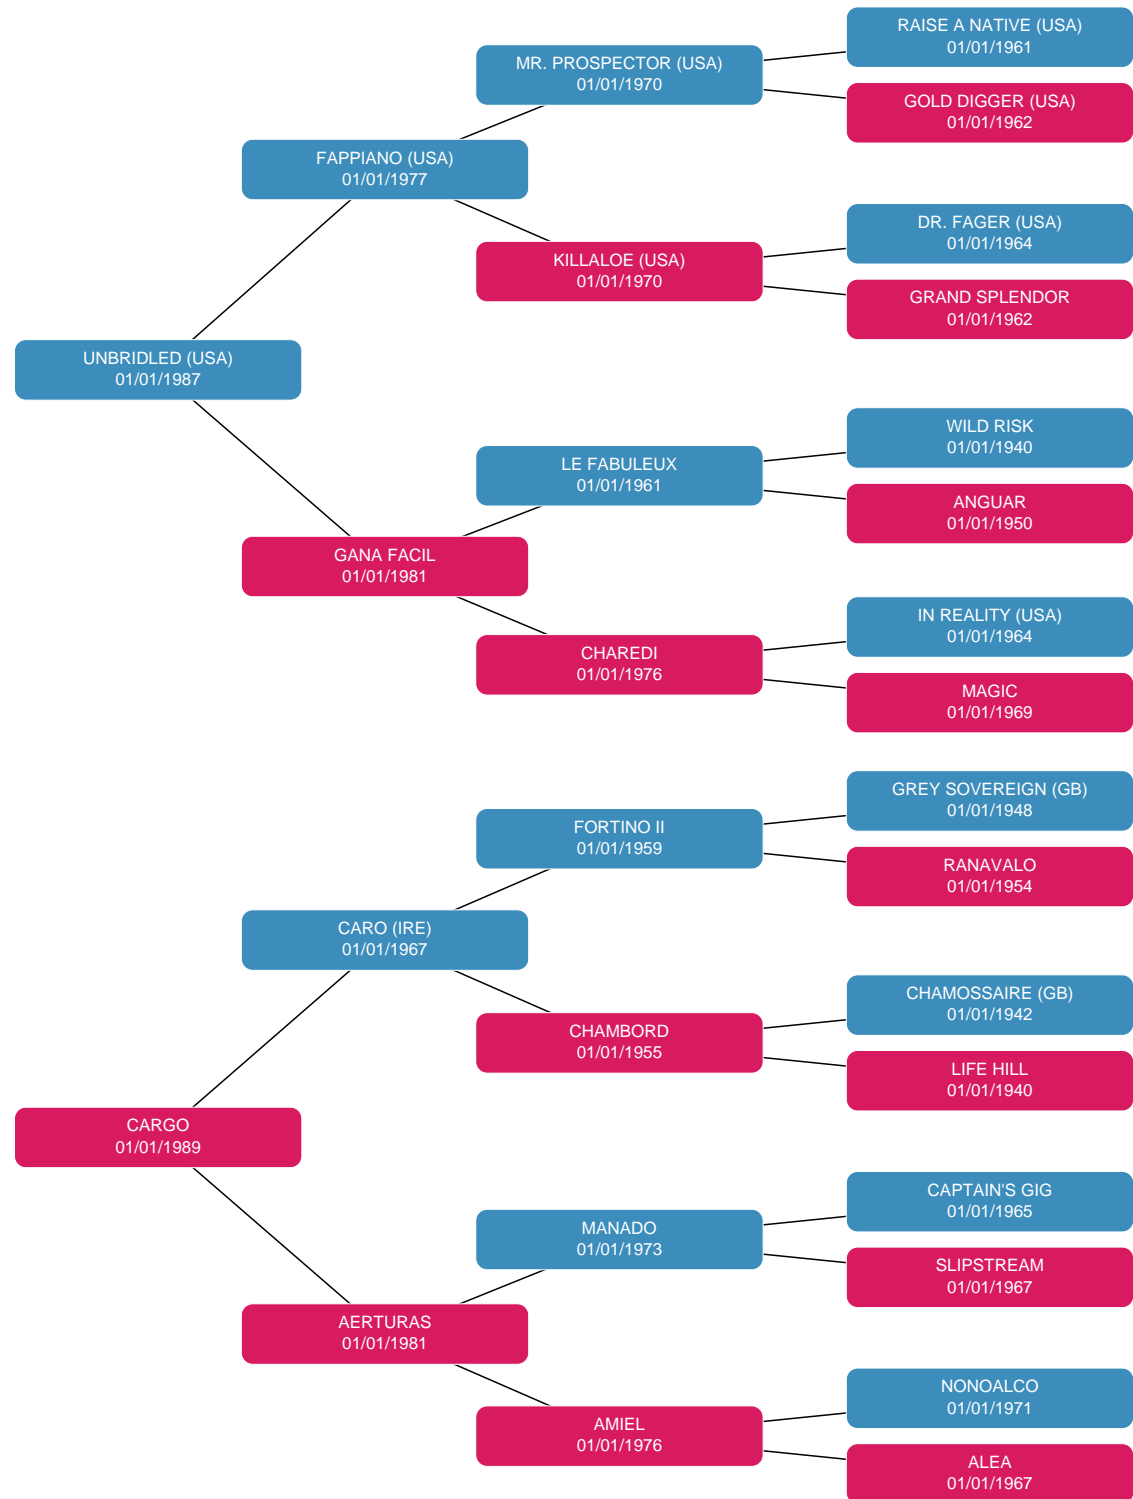 RAISE A NATIVE (USA)
01/01/1961
MR. PROSPECTOR (USA)
01/01/1970
GOLD DIGGER (USA)
01/01/1962
FAPPIANO (USA)
01/01/1977
DR. FAGER (USA)
01/01/1964
KILLALOE (USA)
01/01/1970
GRAND SPLENDOR
01/01/1962
UNBRIDLED (USA)
01/01/1987
WILD RISK
01/01/1940
LE FABULEUX
01/01/1961
ANGUAR
01/01/1950
GANA FACIL
01/01/1981
IN REALITY (USA)
01/01/1964
CHAREDI
01/01/1976
MAGIC
01/01/1969
GREY SOVEREIGN (GB)
01/01/1948
FORTINO II
01/01/1959
RANAVALO
01/01/1954
CARO (IRE)
01/01/1967
CHAMOSSAIRE (GB)
01/01/1942
CHAMBORD
01/01/1955
LIFE HILL
01/01/1940
CARGO
01/01/1989
CAPTAIN'S GIG
01/01/1965
MANADO
01/01/1973
SLIPSTREAM
01/01/1967
AERTURAS
01/01/1981
NONOALCO
01/01/1971
AMIEL
01/01/1976
ALEA
01/01/1967